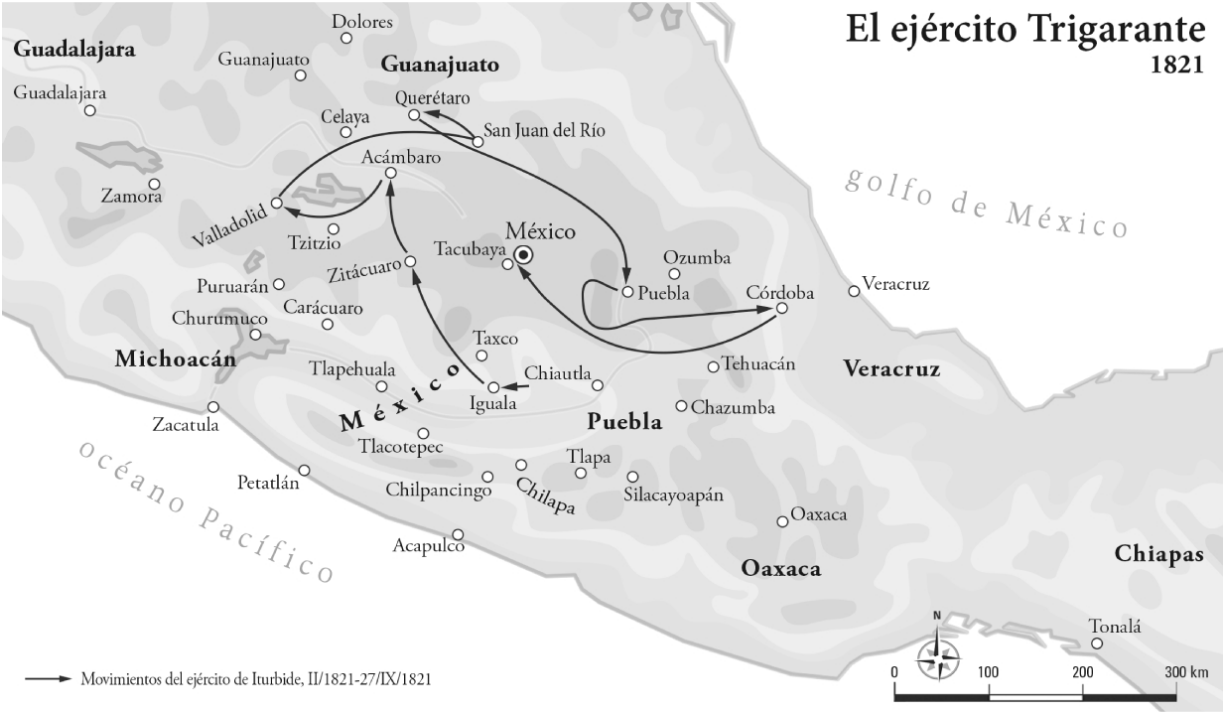 El ejército Trigarante
1821
Dolores
Guadalajara
Guanajuato
Guanajuato
Guadalajara
Querétaro
Celaya
San Juan del Río
Acámbaro
Zamora
golfo de México
Valladolid
Tzitzio
México
Tacubaya
Zitácuaro
Ozumba
Puruarán
Puebla
Córdoba
Veracruz
Carácuaro
Churumuco
Taxco
Michoacán
Tlapehuala
Chiautla
Tehuacán
Veracruz
México
Iguala
Zacatula
Puebla
Chazumba
Tlacotepec
océano Pacífico
Petatlán
Chilpancingo
Chilapa
Tlapa
Silacayoapán
Oaxaca
Acapulco
Oaxaca
Chiapas
N
Tonalá
Movimientos del ejército de Iturbide, II/1821-27/IX/1821
0 100 200 300 km